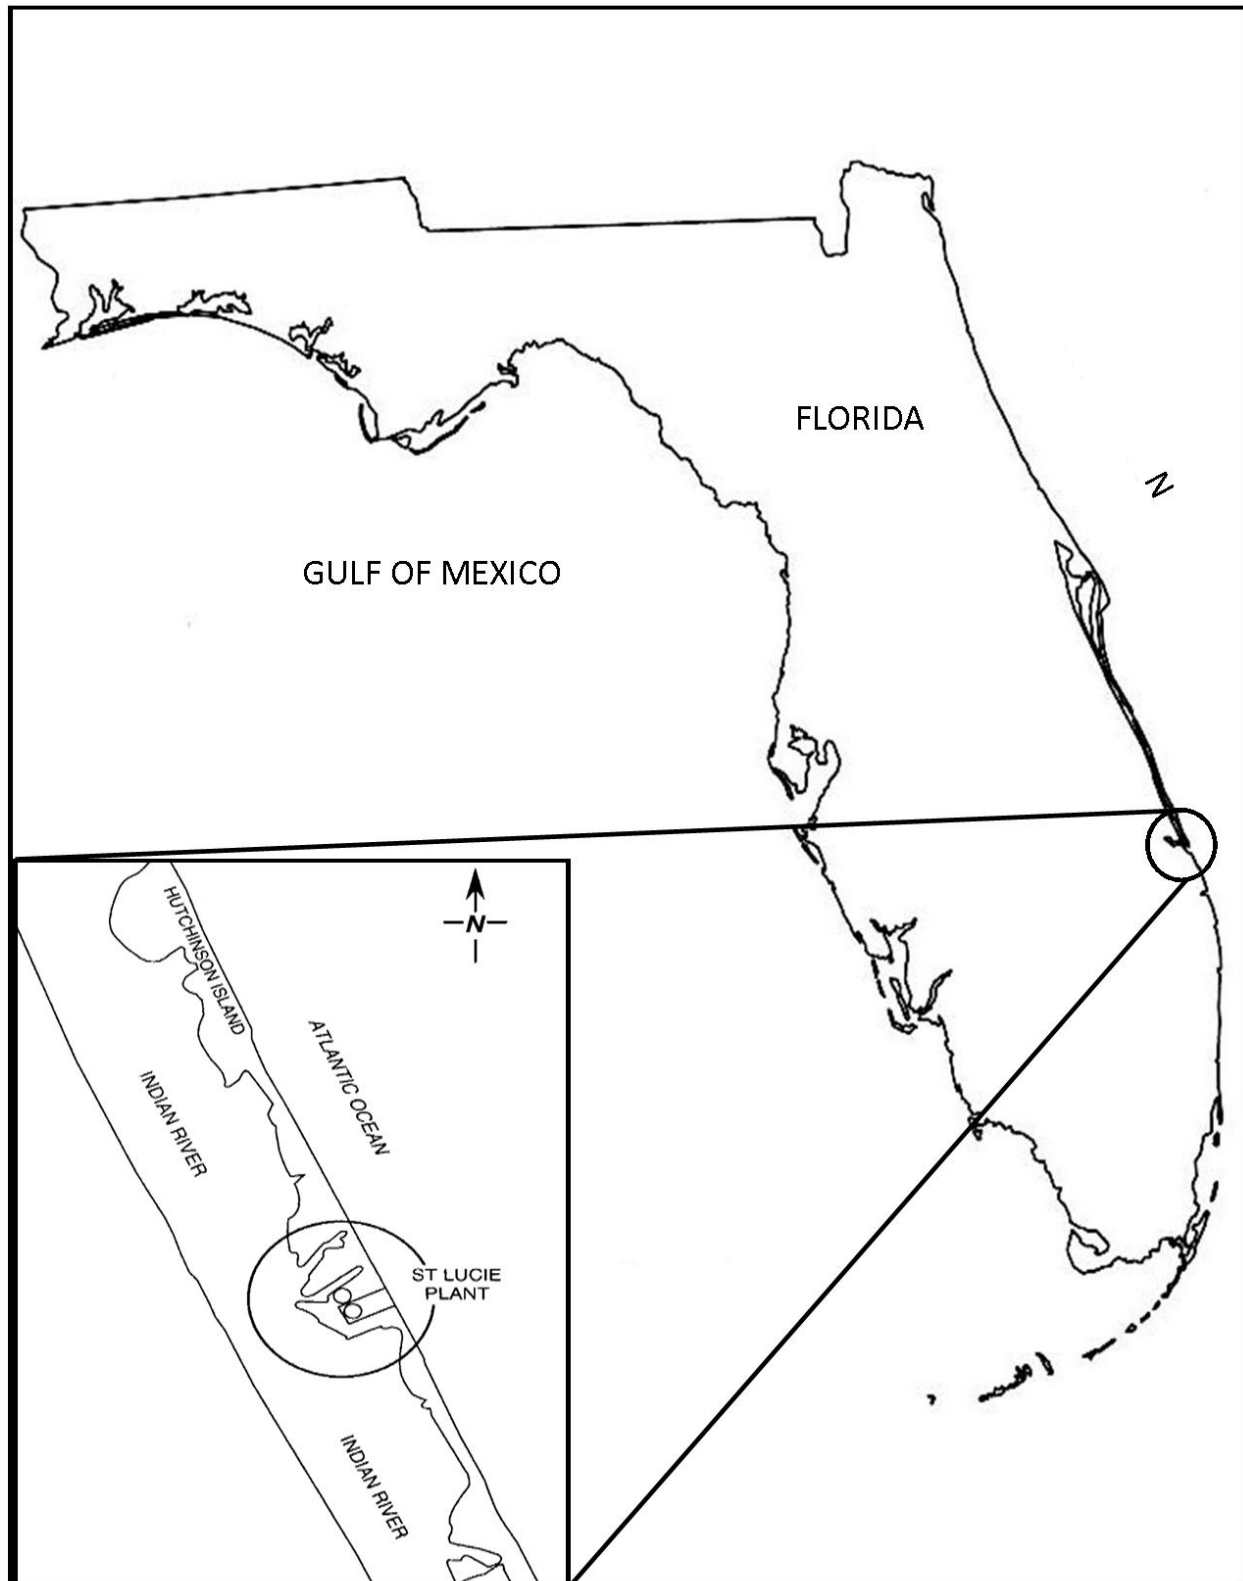 FLORIDA
N
GULF OF MEXICO
N
HUTCHINSON ISLAND
ATLANTIC OCEAN
INDIAN RIVER
ST LUCIE
PLANT
INDIAN RIVER